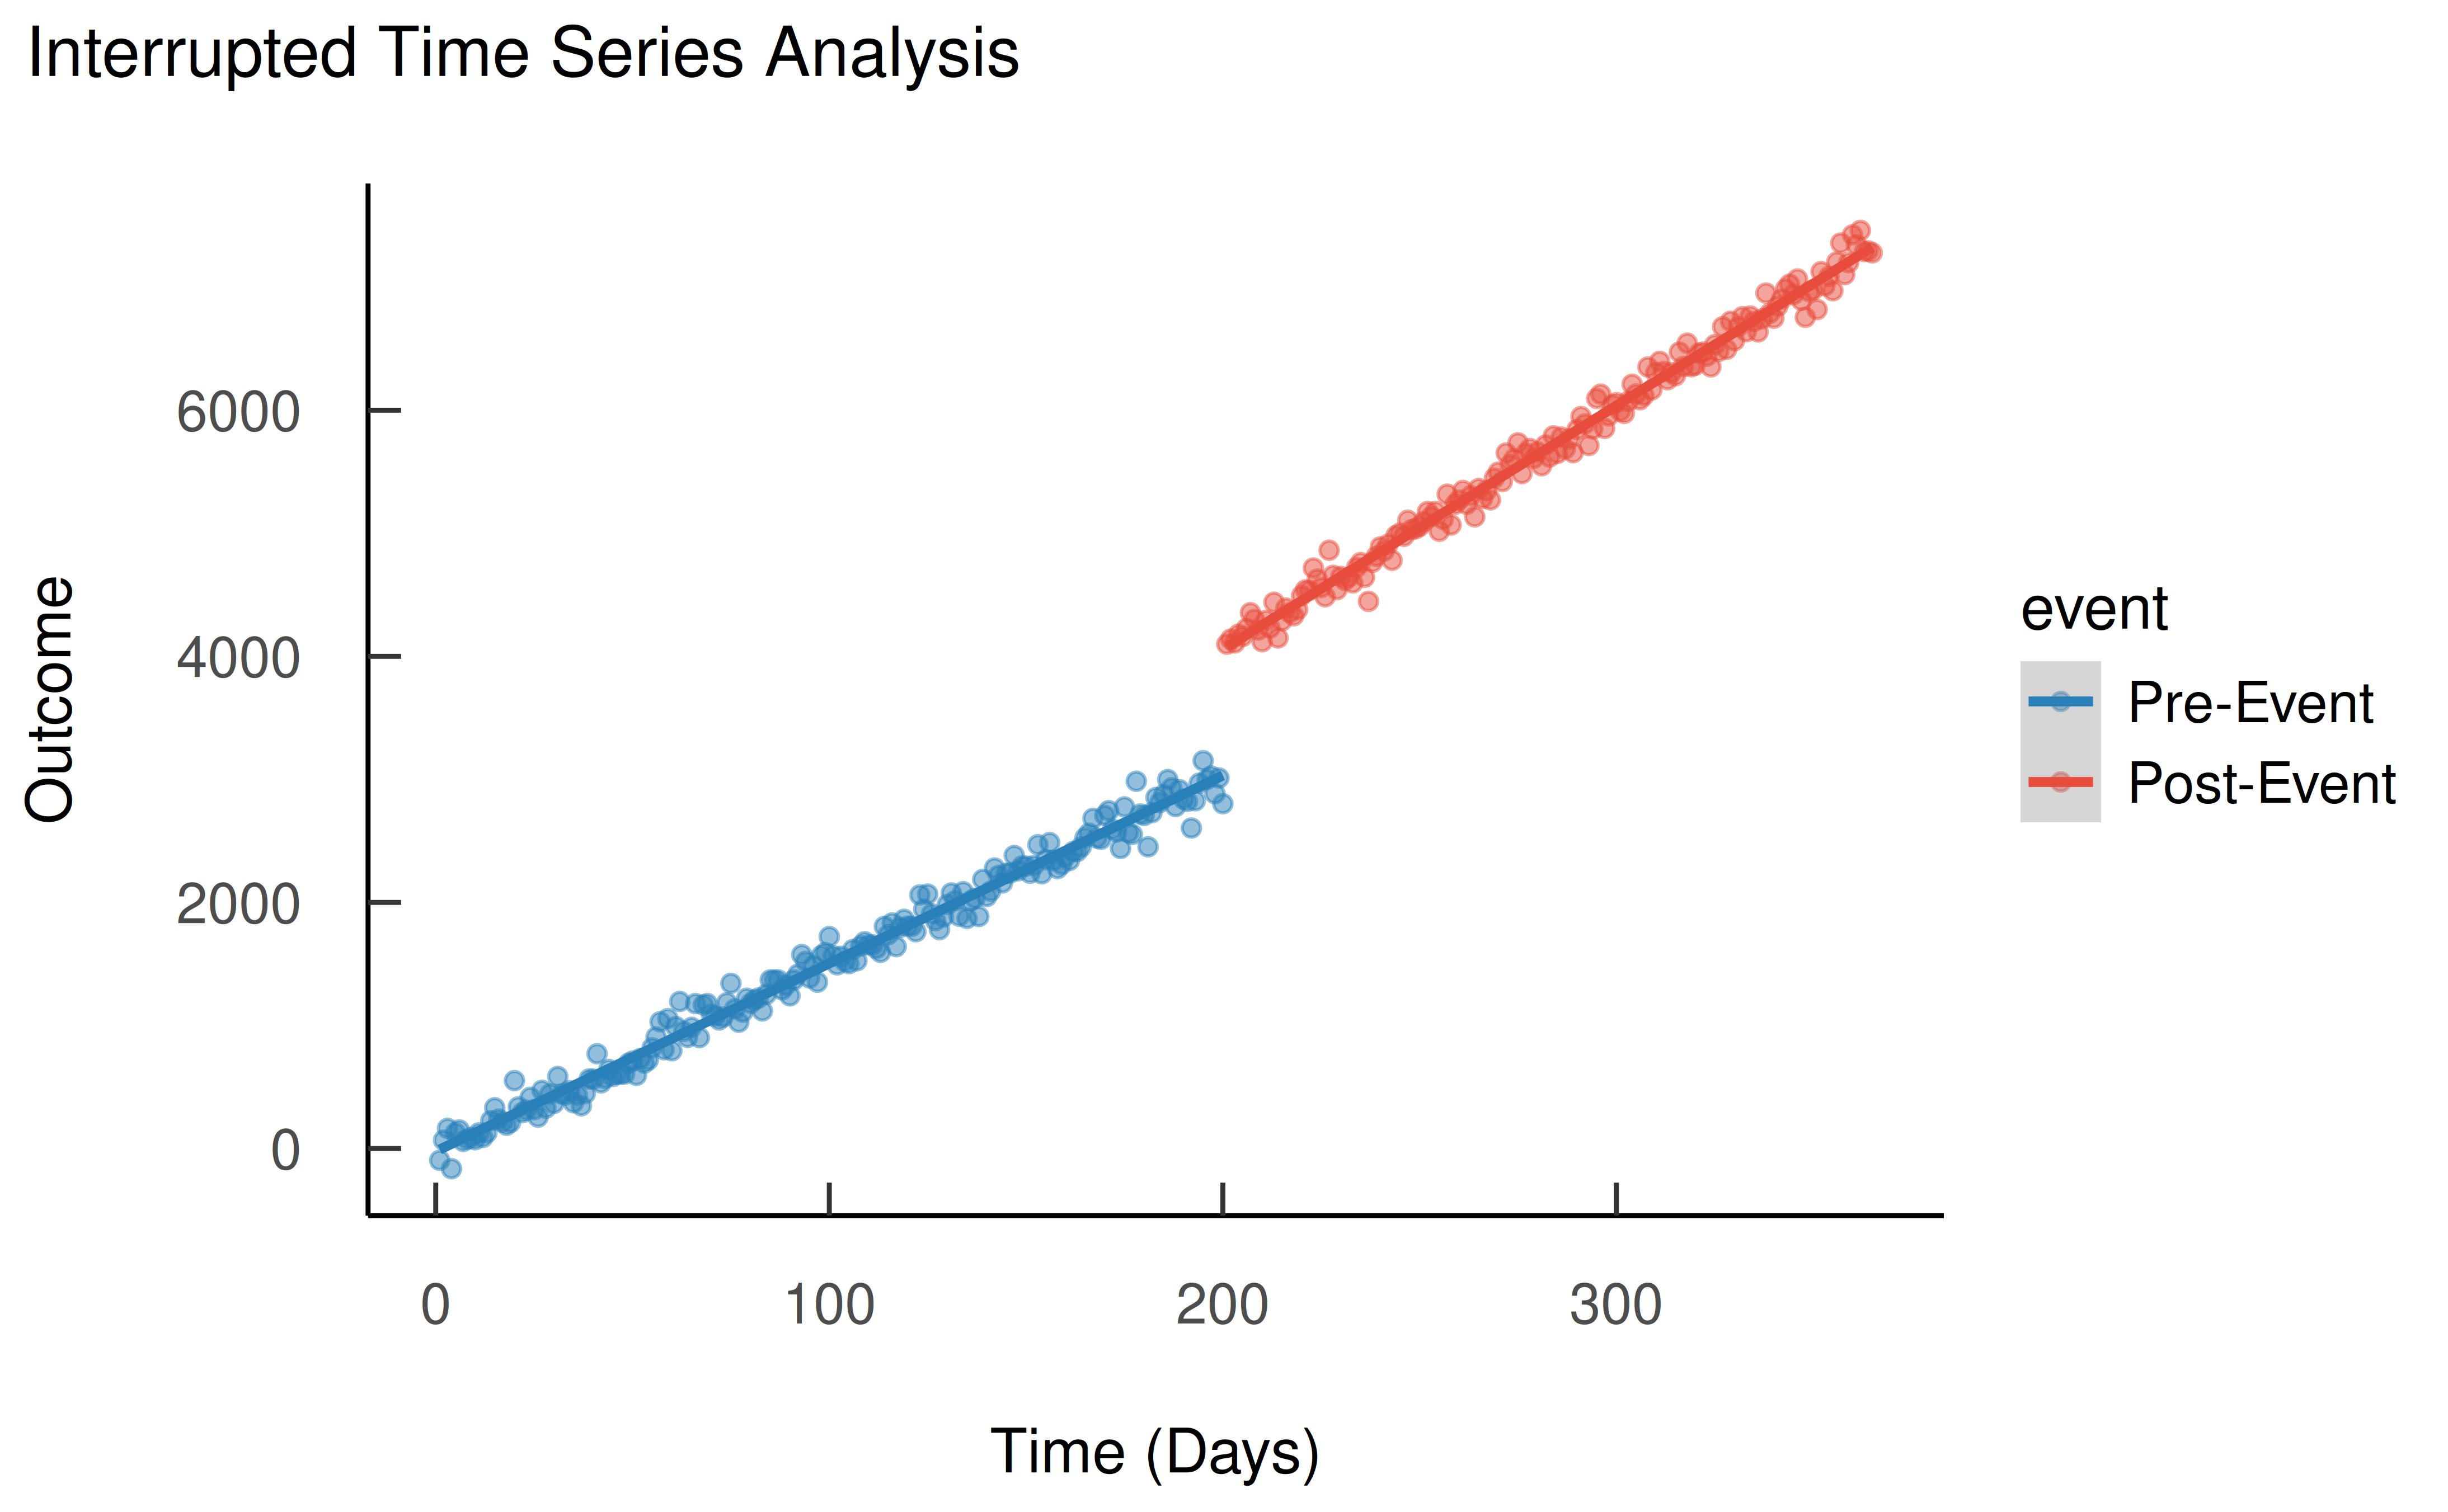 Interrupted Time Series Analysis
Outcome
6000
4000
2000
0
0 100 200 300
Time (Days)
event
Pre-Event
Post-Event